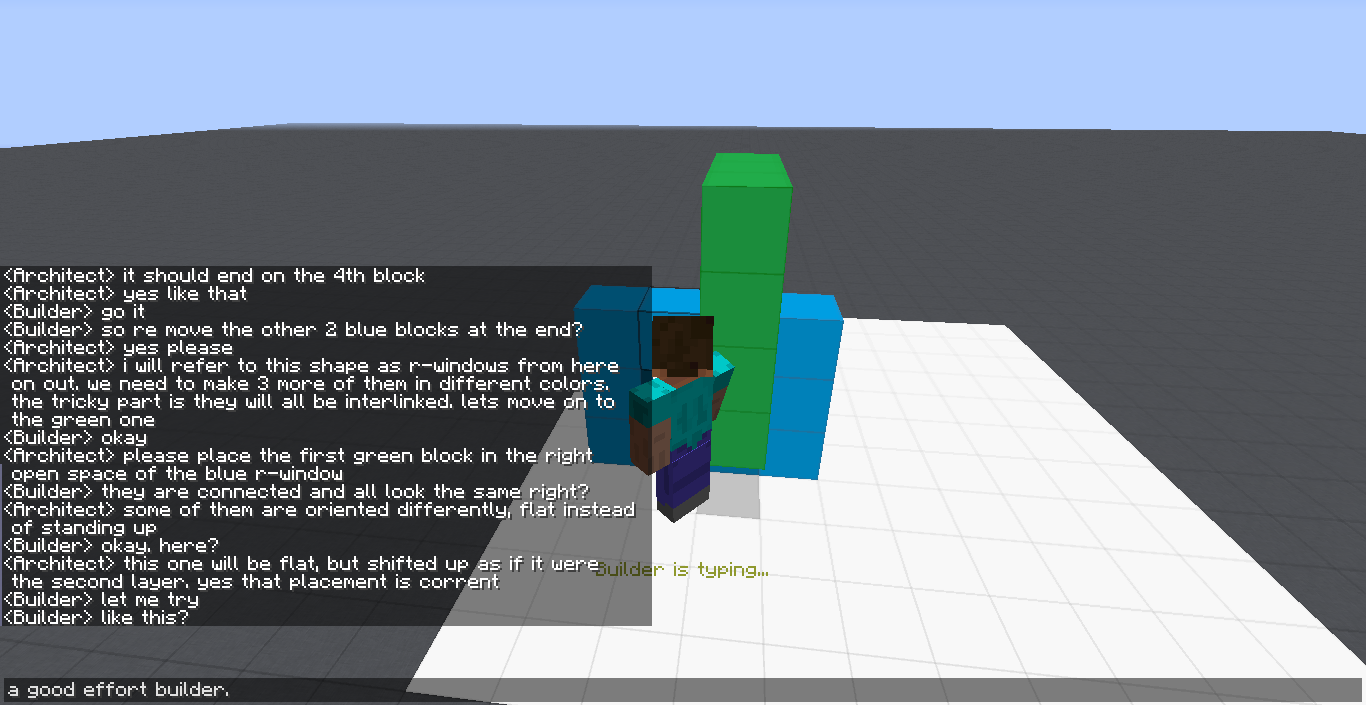 <Architect> it should end on the 4th block
<Architect> yes like that
<Builder> go it
<Builder> so re move the other 2 blue blocks at the end?
<Architect> yes please
<Architect> i will refer to this shape as r-windows from here
on out. we need to make 3 more of them in different colors.
the tricky part is they will all be interlinked. lets move on to
the green one
<Builder> okay
<Architect> please place the first green block in the right
open space of the blue r-window
<Builder> they are connected and all look the same right?
<Architect> some of them are oriented differently, flat instead
of standing up
<Builder> okay. here?
<Architect> this one will be flat, but shifted up as if it were
the second layer. yes that placement is corrent
<Builder> let me try
<Builder> like this?
Builder is typing...
a good effort builder.